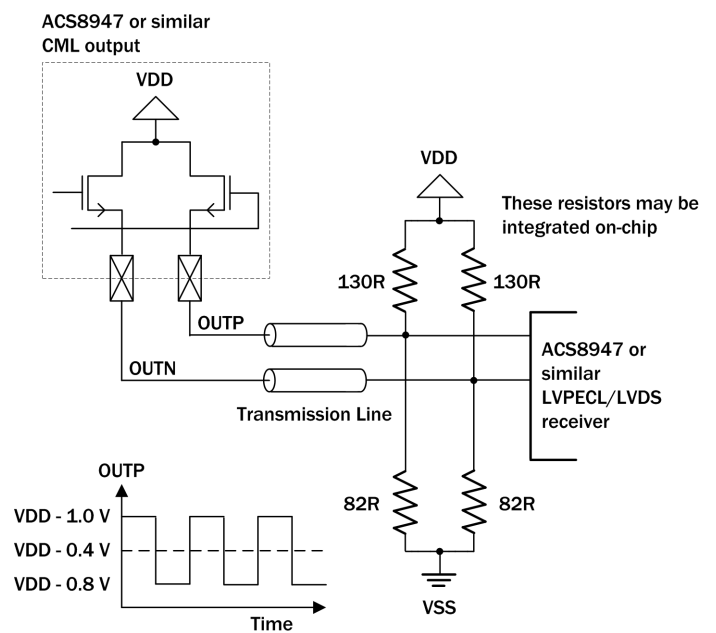 ACS8947 or similar
CML output
VDD
VDD
These resistors may be
integrated on-chip
130R
130R
OUTP
OUTN
ACS8947 or
similar
LVPECL/LVDS
receiver
Transmission Line
OUTP
82R
82R
VDD - 1.0 V
VDD - 0.4 V
VDD - 0.8 V
Time
VSS